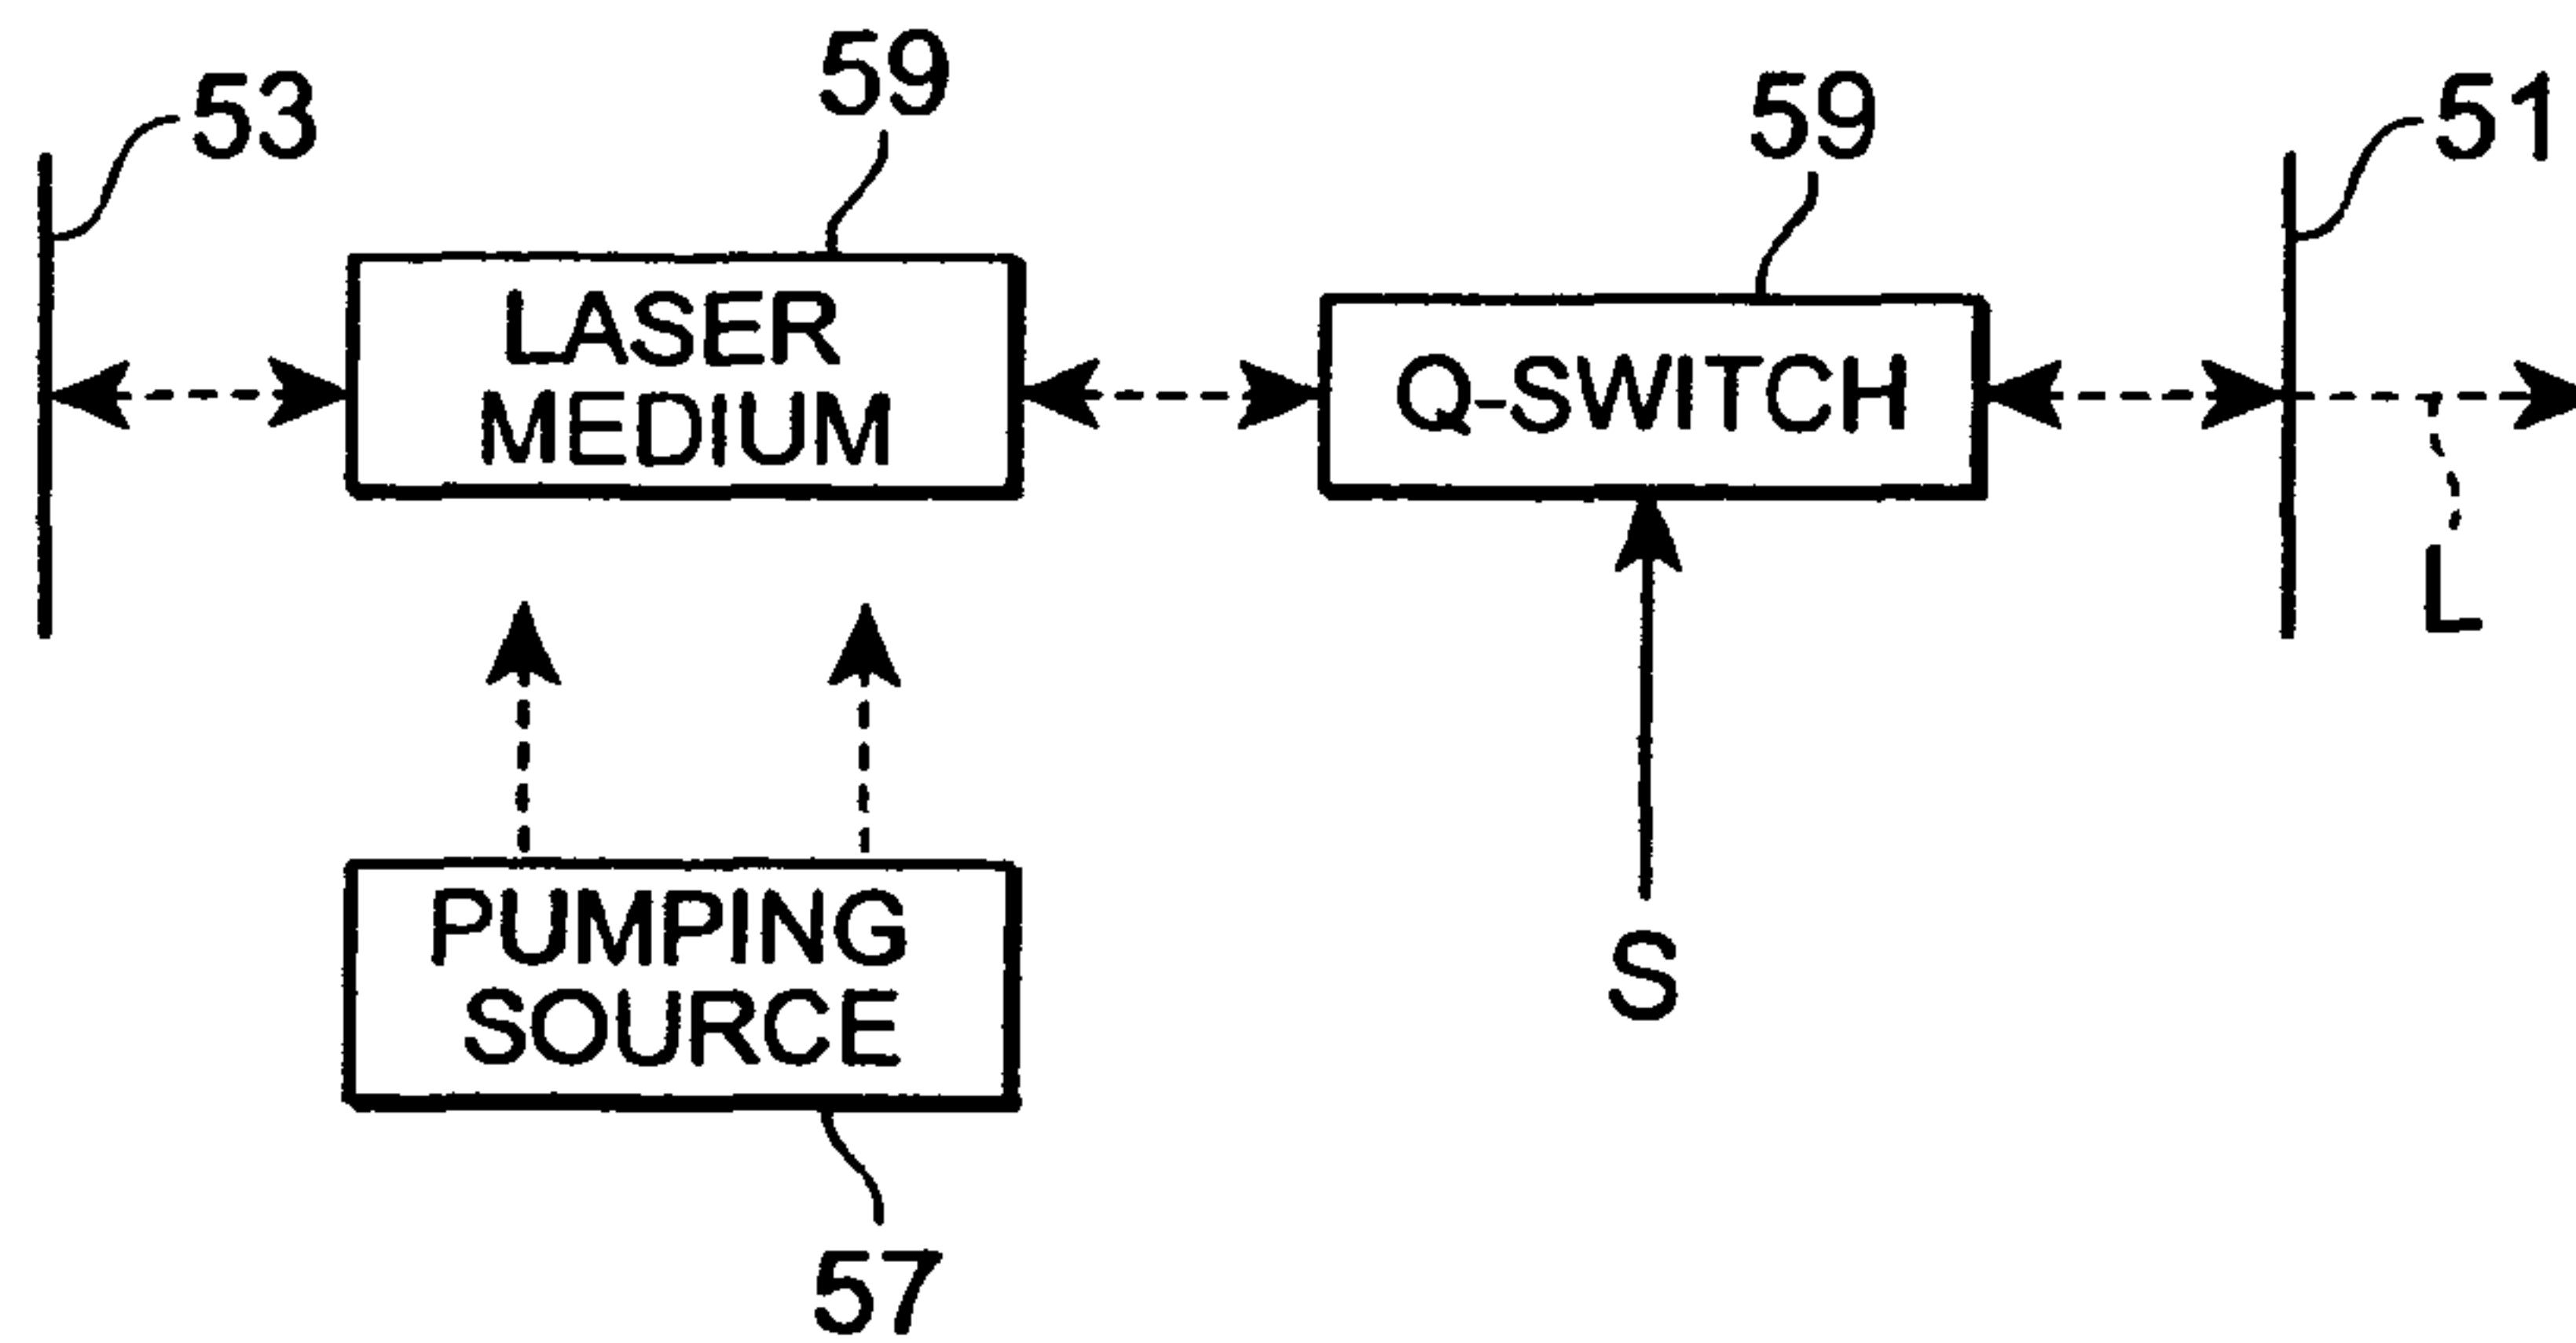 53
59
59
51
LASER
MEDIUM
Q-SWITCH
L
PUMPING
SOURCE
S
57